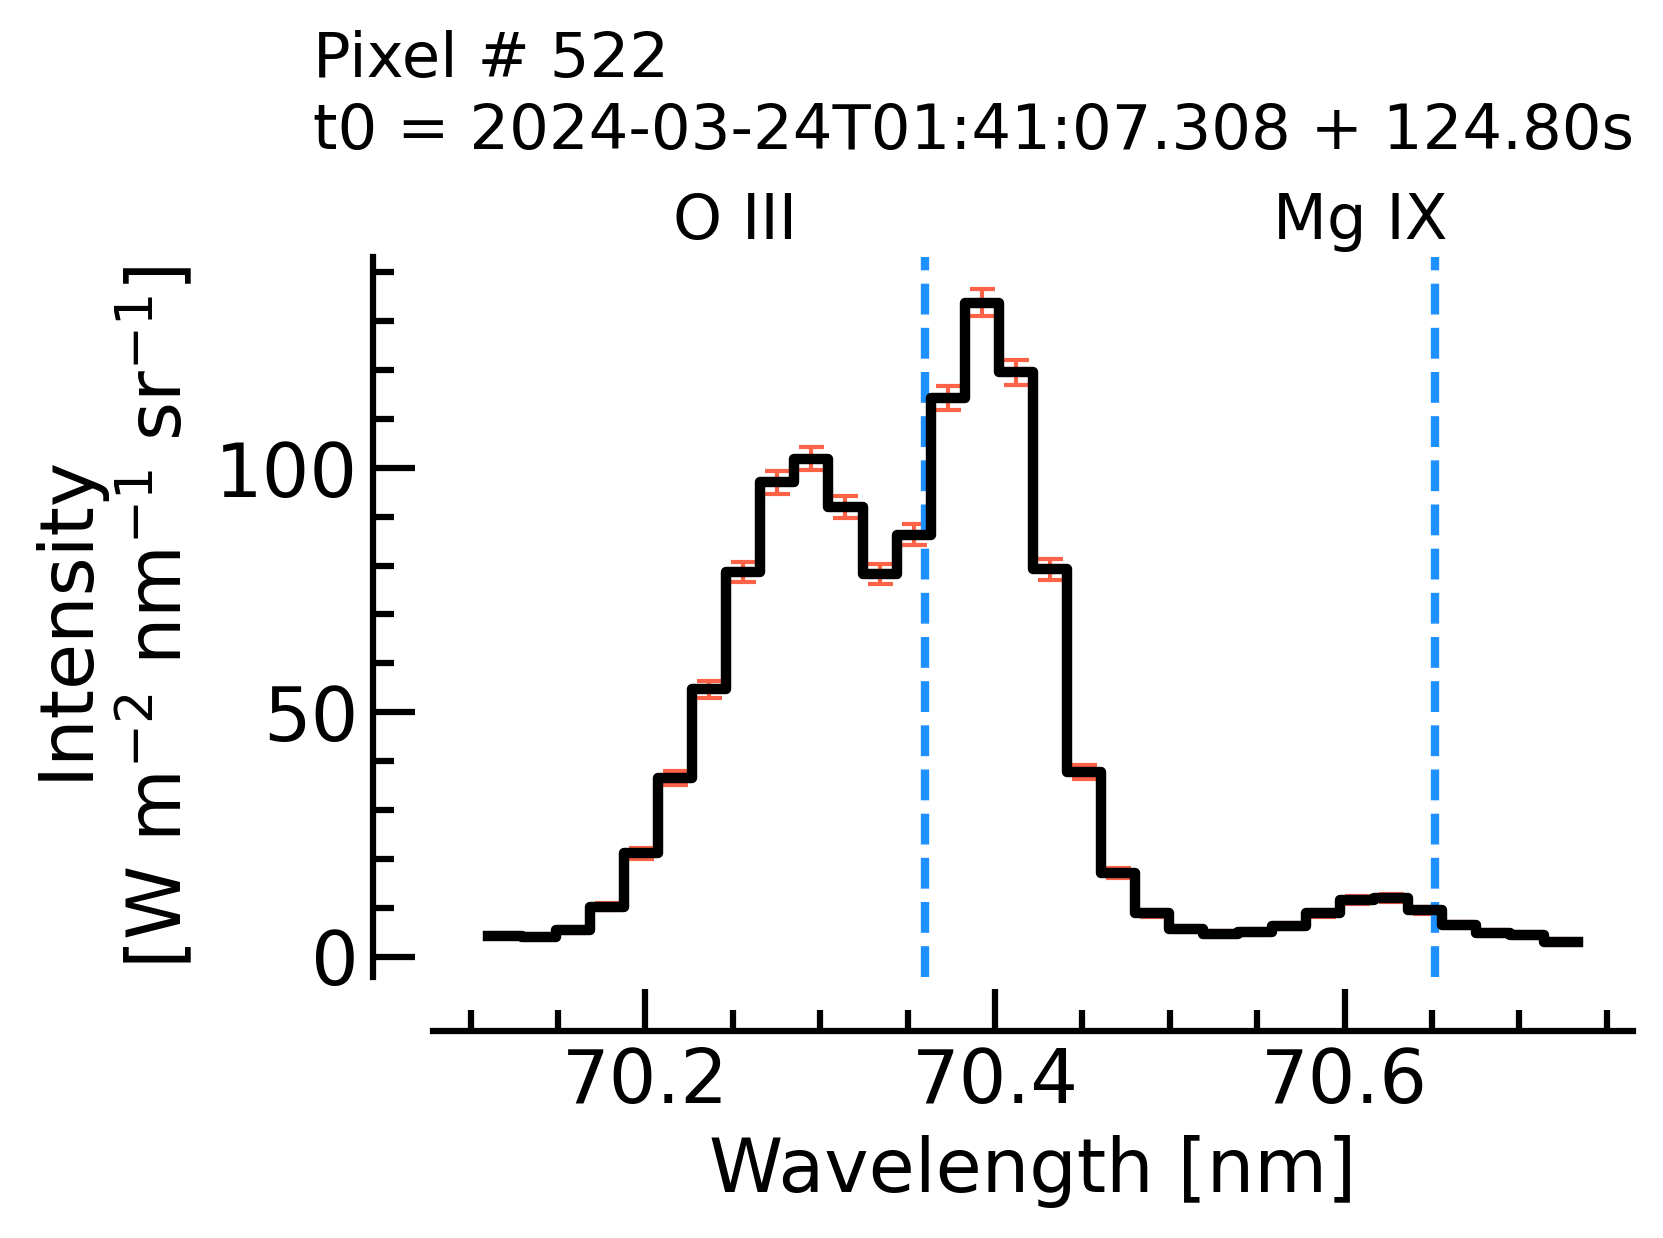 Pixel # 522
t0 = 2024-03-24T01:41:07.308 + 124.80s
O III Mg IX
Intensity
[W m⁻² nm⁻¹ sr⁻¹]
100
50
0
70.2 70.4 70.6
Wavelength [nm]